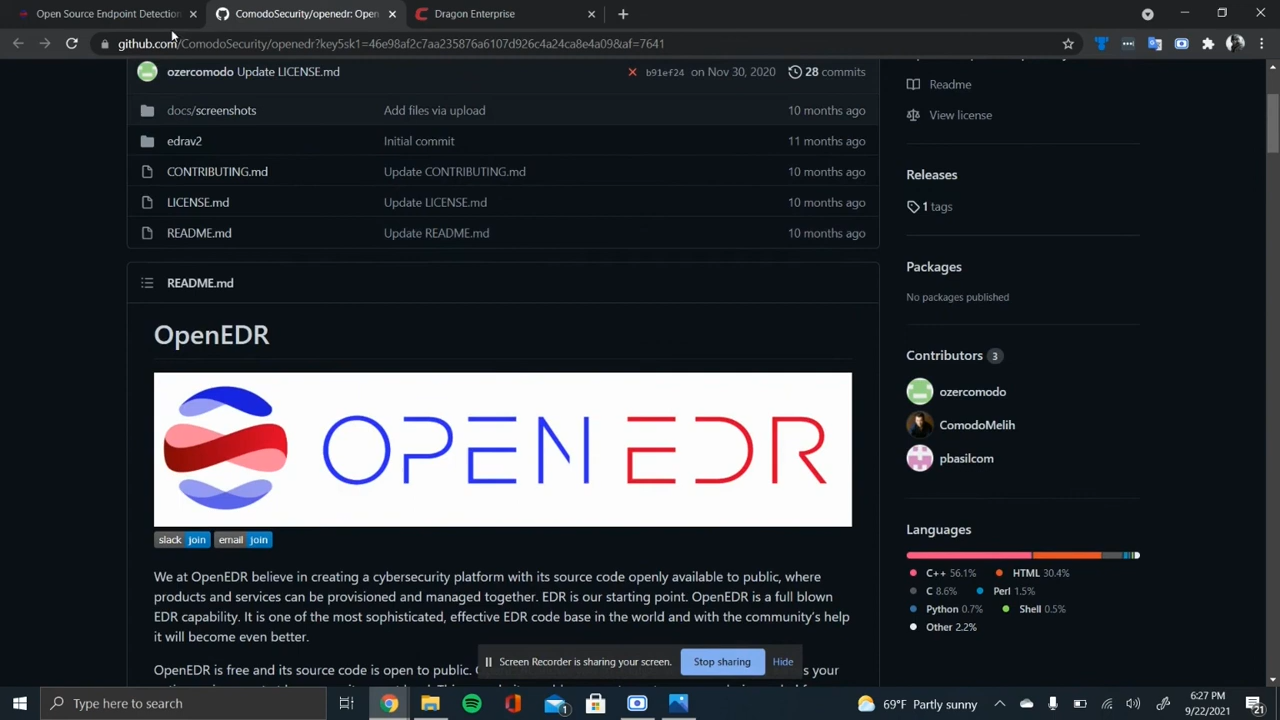 Open Source Endpoint Detection
ComodoSecurity/openedr: Open
Dragon Enterprise
github.com/ComodoSecurity/openedr?key5sk1=46e98af2c7aa235876a6107d926c4a24ca8e4a09&af=7641
ozercomodo Update LICENSE.md
b91ef24 on Nov 30, 2020
28 commits
docs/screenshots Add files via upload 10 months ago
edrav2 Initial commit 11 months ago
CONTRIBUTING.md Update CONTRIBUTING.md 10 months ago
LICENSE.md Update LICENSE.md 10 months ago
README.md Update README.md 10 months ago
README.md
OpenEDR
OPEN EDR
slack join email join
We at OpenEDR believe in creating a cybersecurity platform with its source code openly available to public, where
products and services can be provisioned and managed together. EDR is our starting point. OpenEDR is a full blown
EDR capability. It is one of the most sophisticated, effective EDR code base in the world and with the community's help
it will become even better.
OpenEDR is free and its source code is open to public.
Readme
View license
Releases
1 tags
Packages
No packages published
Contributors 3
ozercomodo
ComodoMelih
pbasilcom
Languages
C++ 56.1% HTML 30.4%
C 8.6% Perl 1.5%
Python 0.7% Shell 0.5%
Other 2.2%
Screen Recorder is sharing your screen. Stop sharing Hide
Type here to search
1
69°F Partly sunny
6:27 PM
9/22/2021
21